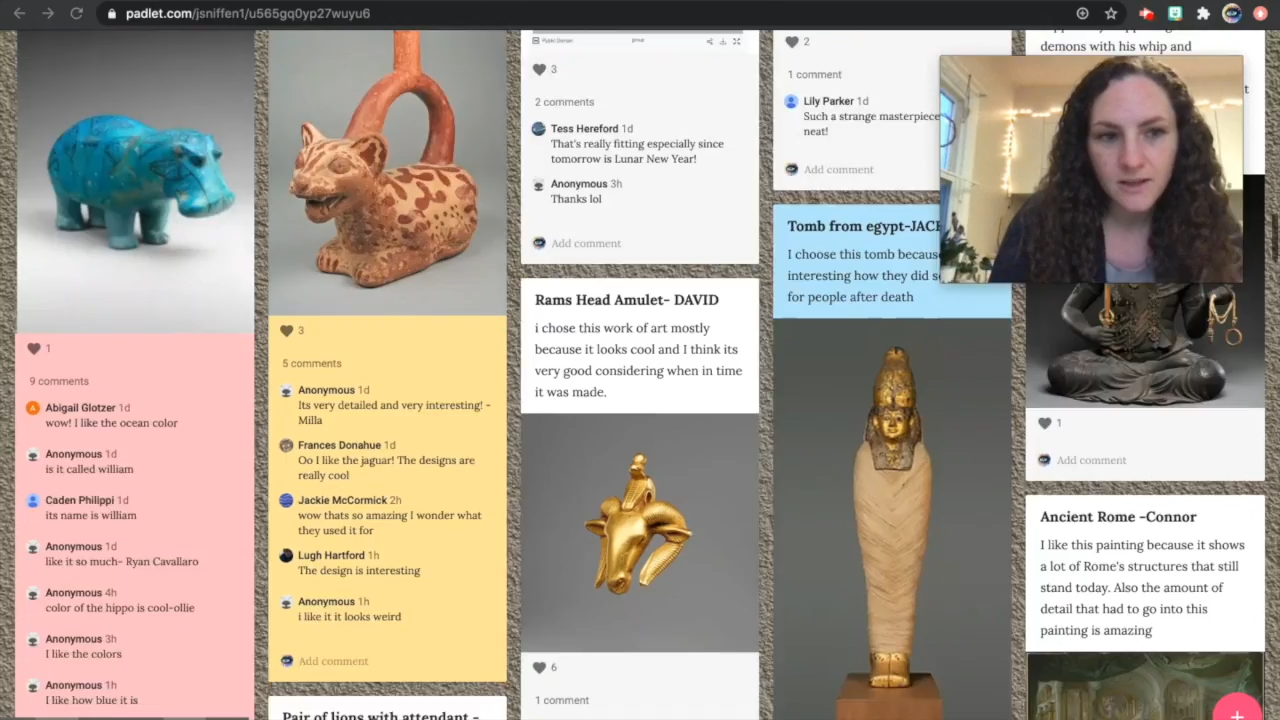 padlet.com/jsniffen1/u565gq0yp27wuyu6
1
9 comments
Abigail Glotzer 1d
wow! I like the ocean color
Anonymous 1d
is it called william
Caden Philippi 1d
its name is william
Anonymous 1d
like it so much- Ryan Cavallaro
Anonymous 4h
color of the hippo is cool-ollie
Anonymous 3h
I like the colors
Anonymous 1h
I like how blue it is
3
5 comments
Anonymous 1d
Its very detailed and very interesting! -
Milla
Frances Donahue 1d
Oo I like the jaguar! The designs are
really cool
Jackie McCormick 2h
wow thats so amazing I wonder what
they used it for
Lugh Hartford 1h
The design is interesting
Anonymous 1h
i like it it looks weird
Add comment
Pair of lions with attendant -
Public Domain
3
2 comments
Tess Hereford 1d
That's really fitting especially since
tomorrow is Lunar New Year!
Anonymous 3h
Thanks lol
Add comment
Rams Head Amulet- DAVID
i chose this work of art mostly
because it looks cool and I think its
very good considering when in time
it was made.
6
1 comment
2
1 comment
Lily Parker 1d
Such a strange masterpiece
neat!
Add comment
Tomb from egypt-JACK
I choose this tomb because
interesting how they did
for people after death
demons with his whip and
1
Add comment
Ancient Rome -Connor
I like this painting because it shows
a lot of Rome's structures that still
stand today. Also the amount of
detail that had to go into this
painting is amazing